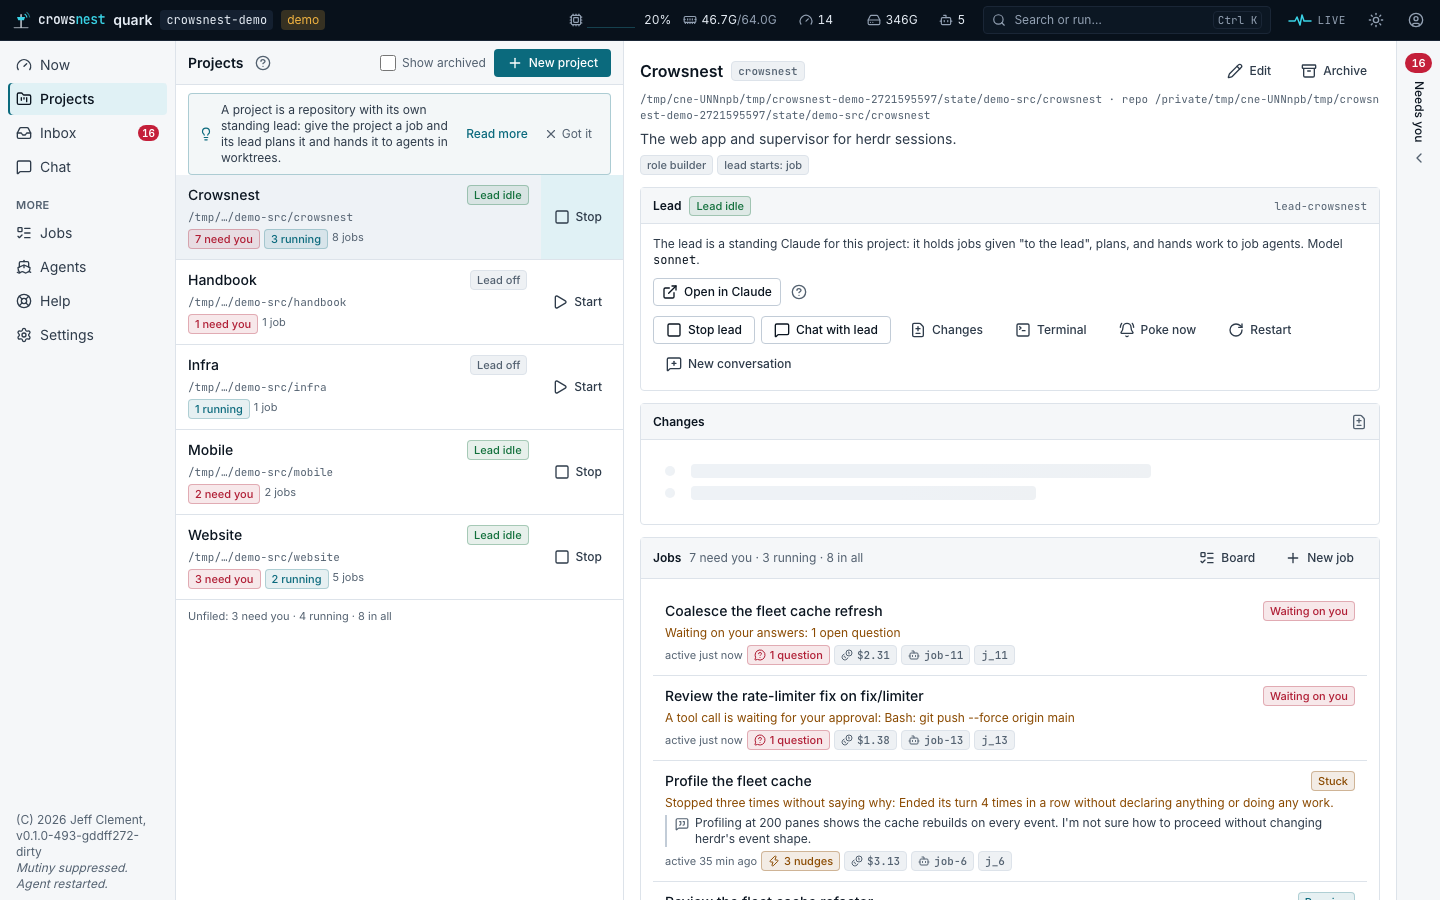 crowsnest quark crowsnest-demo demo 20% 46.7G/64.0G 14 346G 5 Search or run... Ctrl K LIVE
Now
Projects
Inbox 16
Chat
MORE
Jobs
Agents
Help
Settings
(C) 2026 Jeff Clement,
v0.1.0-493-gddff272-
dirty
Mutiny suppressed.
Agent restarted.
Projects Show archived New project
A project is a repository with its own
standing lead: give the project a job and
its lead plans it and hands it to agents in
worktrees.
Read more Got it
Crowsnest Lead idle
/tmp/…/demo-src/crowsnest Stop
7 need you 3 running 8 jobs
Handbook Lead off
/tmp/…/demo-src/handbook Start
1 need you 1 job
Infra Lead off
/tmp/…/demo-src/infra Start
1 running 1 job
Mobile Lead idle
/tmp/…/demo-src/mobile Stop
2 need you 2 jobs
Website Lead idle
/tmp/…/demo-src/website Stop
3 need you 2 running 5 jobs
Unfiled: 3 need you · 4 running · 8 in all
Crowsnest crowsnest Edit Archive
/tmp/cne-UNNnpb/tmp/crowsnest-demo-2721595597/state/demo-src/crowsnest · repo /private/tmp/cne-UNNnpb/tmp/crowsn
est-demo-2721595597/state/demo-src/crowsnest
The web app and supervisor for herdr sessions.
role builder lead starts: job
Lead Lead idle lead-crowsnest
The lead is a standing Claude for this project: it holds jobs given "to the lead", plans, and hands work to job agents. Model
sonnet.
Open in Claude
Stop lead Chat with lead Changes Terminal Poke now Restart
New conversation
Changes
Jobs 7 need you · 3 running · 8 in all Board New job
Coalesce the fleet cache refresh Waiting on you
Waiting on your answers: 1 open question
active just now 1 question $2.31 job-11 j_11
Review the rate-limiter fix on fix/limiter Waiting on you
A tool call is waiting for your approval: Bash: git push --force origin main
active just now 1 question $1.38 job-13 j_13
Profile the fleet cache Stuck
Stopped three times without saying why: Ended its turn 4 times in a row without declaring anything or doing any work.
Profiling at 200 panes shows the cache rebuilds on every event. I'm not sure how to proceed without changing
herdr's event shape.
active 35 min ago 3 nudges $3.13 job-6 j_6
16
Needs you